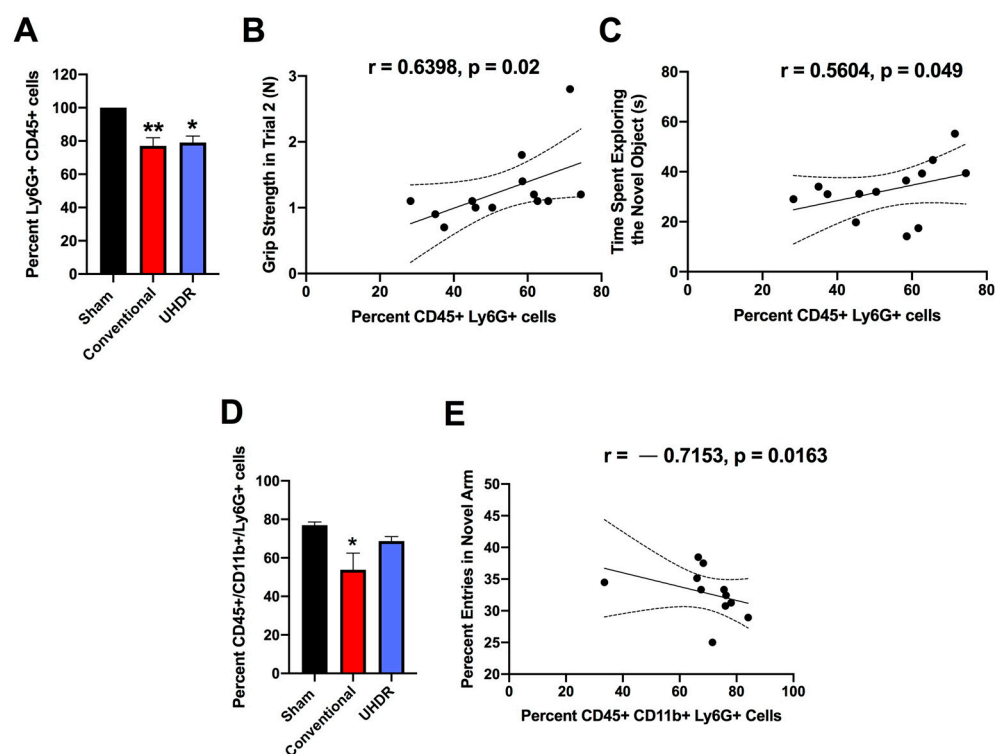 A
Percent Ly6G+ CD45+ cells
120
100
80
60
40
20
0
**
*
Sham
Conventional
UHDR
B
r = 0.6398, p = 0.02
Grip Strength in Trial 2 (N)
3
2
1
0
0 20 40 60 80
Percent CD45+ Ly6G+ cells
C
r = 0.5604, p = 0.049
Time Spent Exploring
the Novel Object (s)
80
60
40
20
0
0 20 40 60 80
Percent CD45+ Ly6G+ cells
D
Percent CD45+/CD11b+/Ly6G+ cells
100
80
60
40
20
0
*
Sham
Conventional
UHDR
E
r = — 0.7153, p = 0.0163
Perecent Entries in Novel Arm
50
45
40
35
30
25
20
0 20 40 60 80 100
Percent CD45+ CD11b+ Ly6G+ Cells